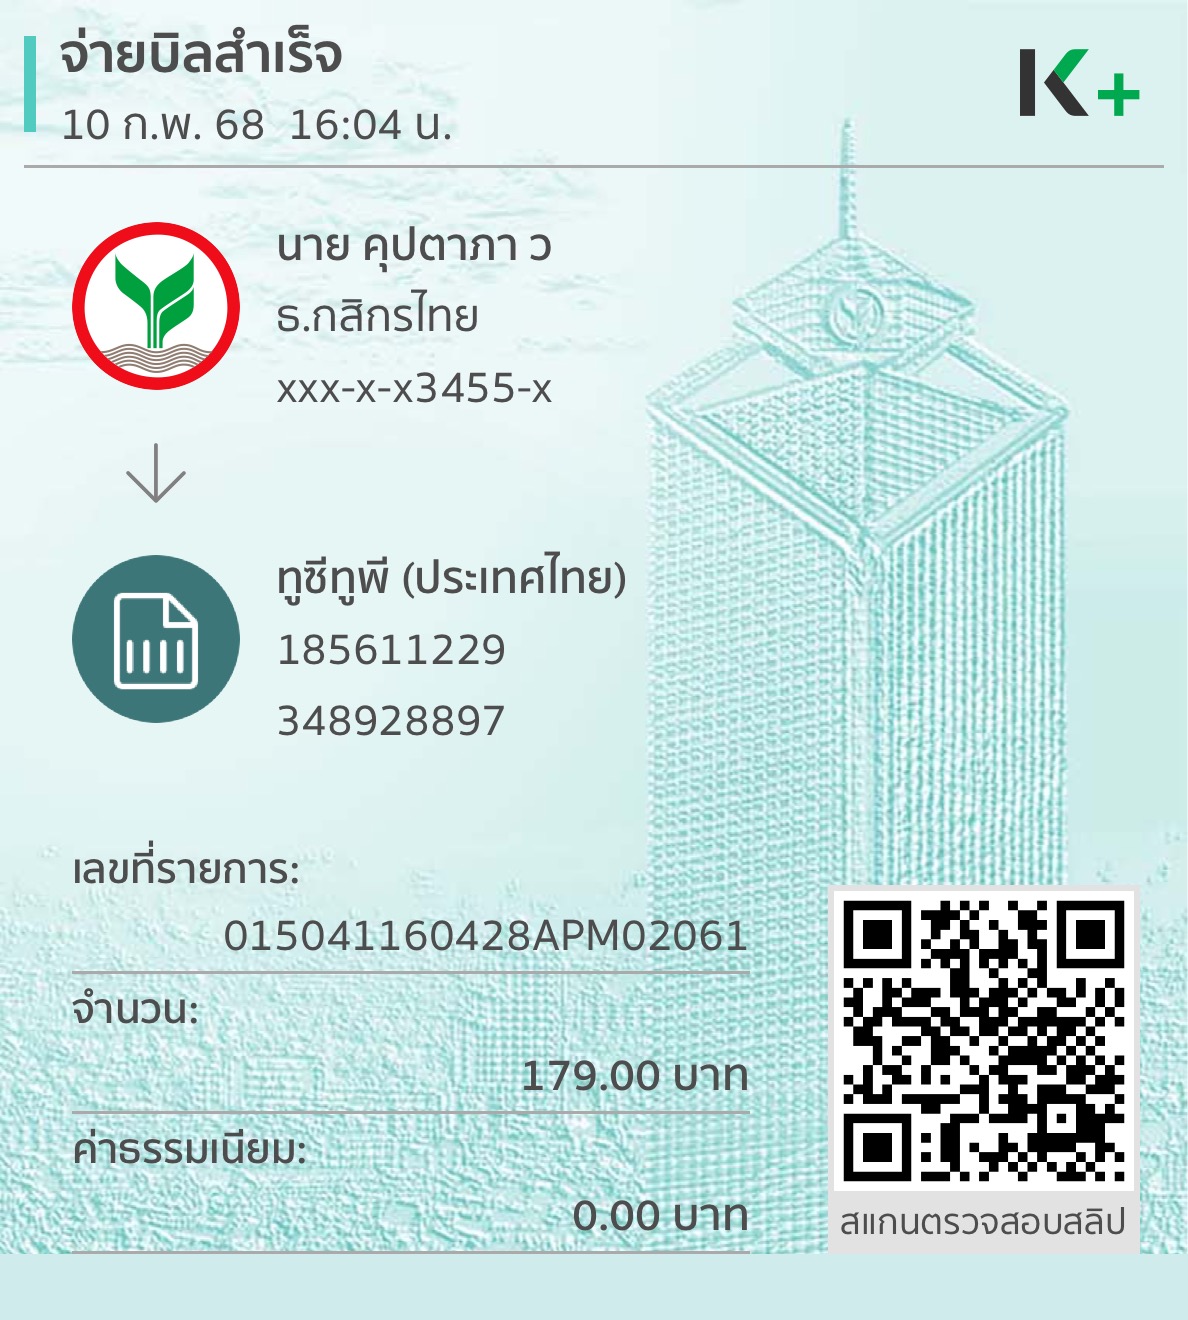 จ่ายบิลสำเร็จ
10 ก.พ. 68 16:04 น.
K+
นาย คุปตาภา ว
ธ.กสิกรไทย
xxx-x-x3455-x
ทูซีทูพี (ประเทศไทย)
185611229
348928897
เลขที่รายการ:
015041160428APM02061
จำนวน:
179.00 บาท
ค่าธรรมเนียม:
0.00 บาท
สแกนตรวจสอบสลิป